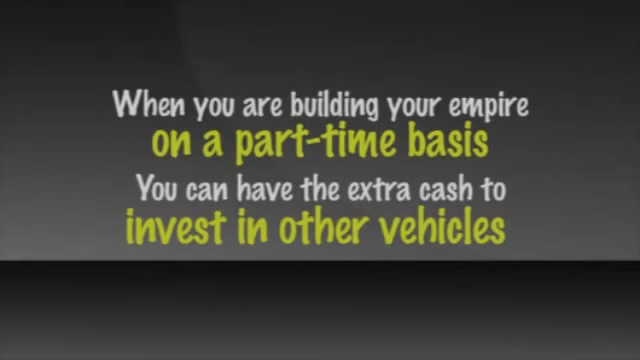 When you are building your empire
on a part-time basis
You can have the extra cash to
invest in other vehicles